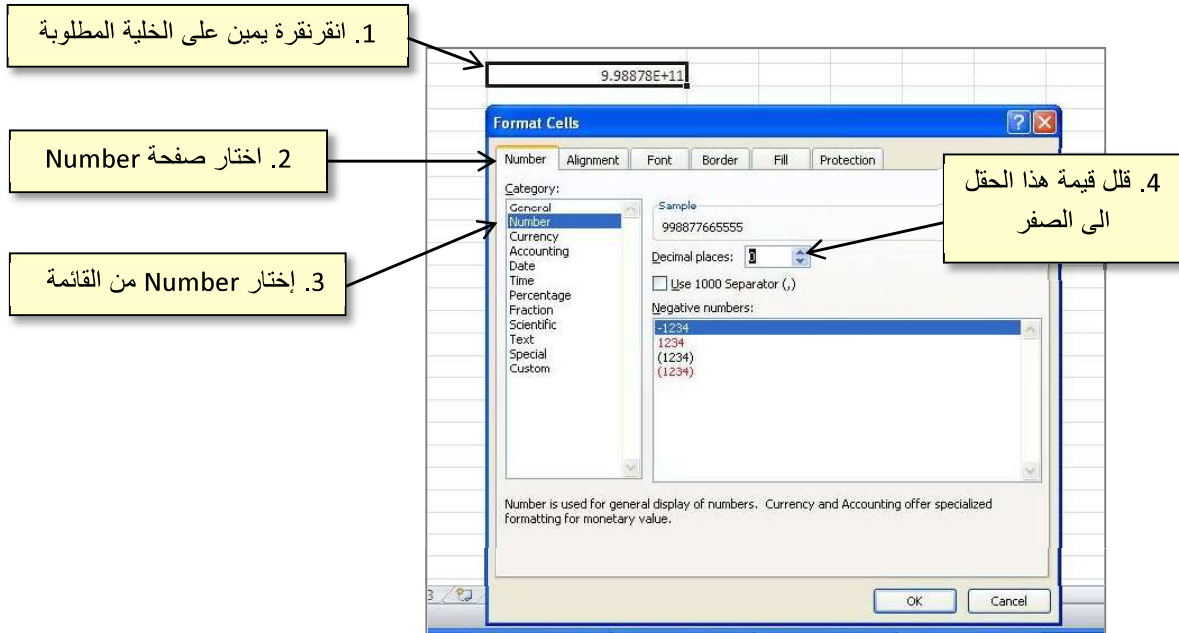 1. انقرنقرة يمين على الخلية المطلوبة
9.98878E+11
Format Cells
2. اختار صفحة Number
Number Alignment Font Border Fill Protection
4. قلل قيمة هذا الحقل
الى الصفر
Category:
General
Number
Currency
Accounting
Date
Time
Percentage
Fraction
Scientific
Text
Special
Custom
3. إختار Number من القائمة
Sample
998877665555
Decimal places: 0
Use 1000 Separator (,)
Negative numbers:
-1234
1234
(1234)
(1234)
Number is used for general display of numbers. Currency and Accounting offer specialized
formatting for monetary value.
3
OK Cancel